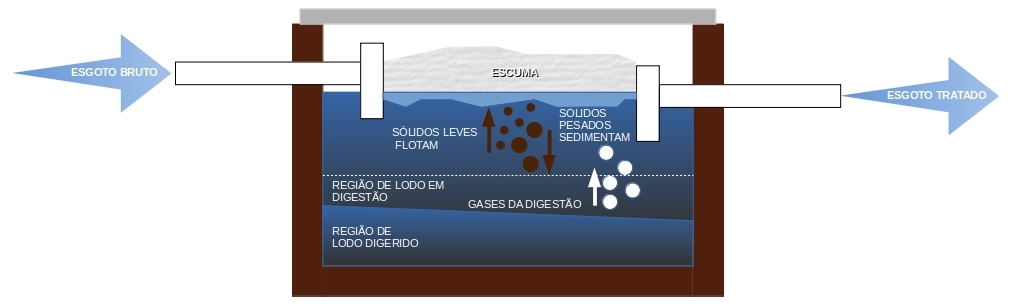 ESGOTO BRUTO
ESCUMA
ESGOTO TRATADO
SÓLIDOS LEVES
FLOTAM
SÓLIDOS
PESADOS
SEDIMENTAM
REGIÃO DE LODO EM
DIGESTÃO
GASES DA DIGESTÃO
REGIÃO DE
LODO DIGERIDO